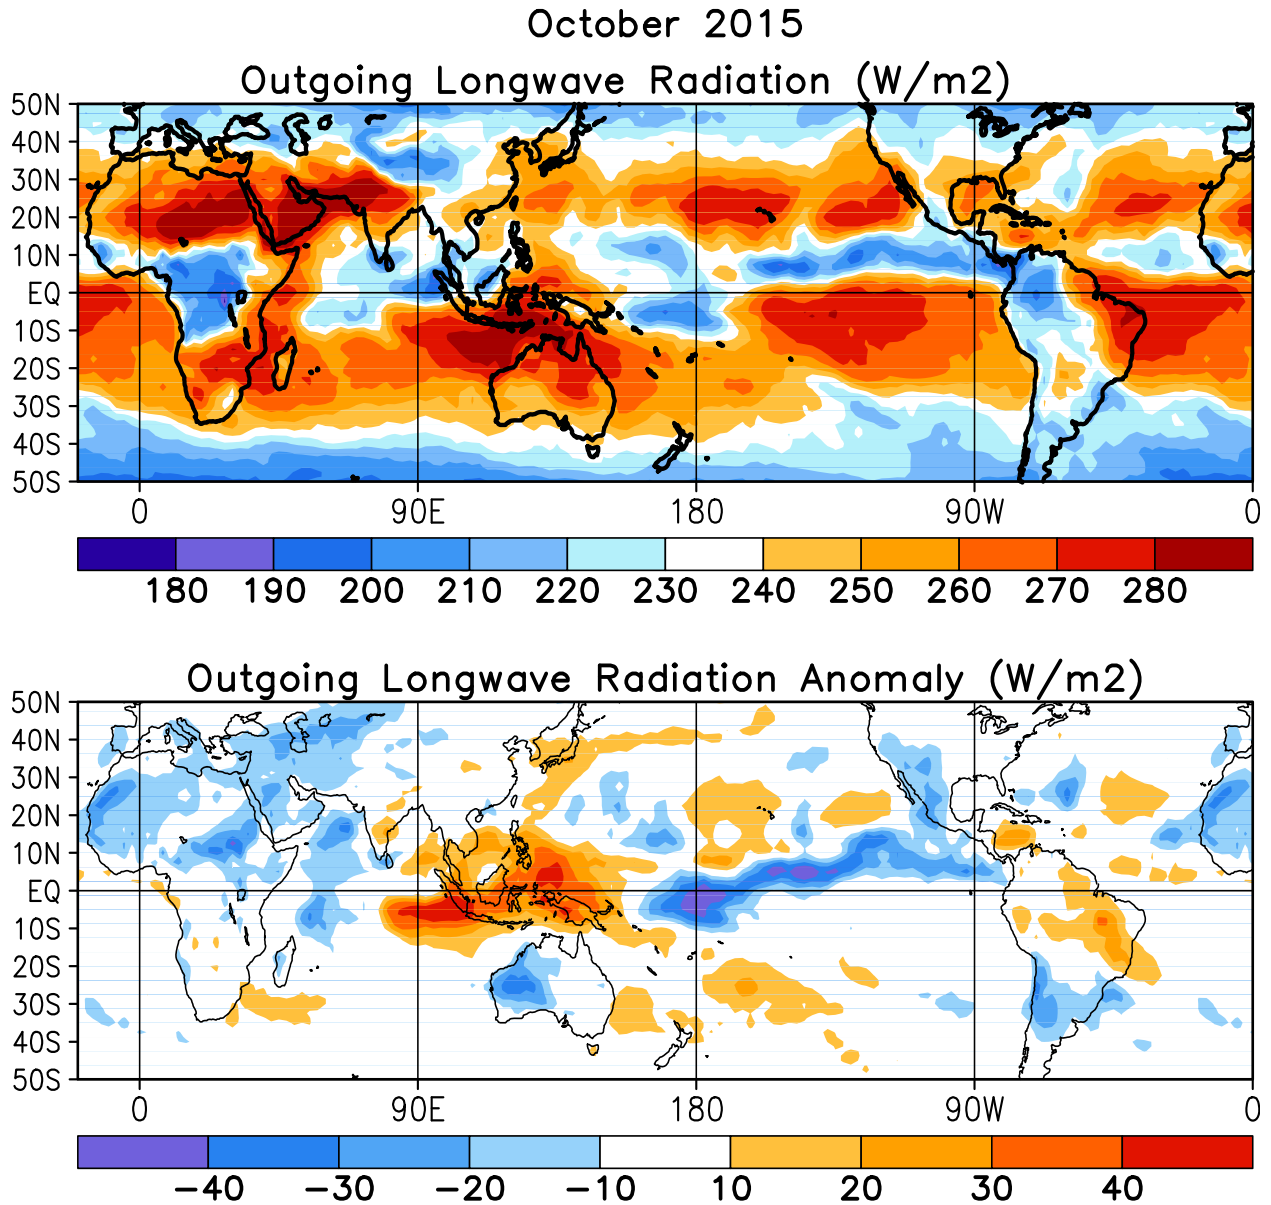 October 2015
Outgoing Longwave Radiation (W/m2)
50N
40N
30N
20N
10N
EQ
10S
20S
30S
40S
50S
0 90E 180 90W 0
180 190 200 210 220 230 240 250 260 270 280
Outgoing Longwave Radiation Anomaly (W/m2)
50N
40N
30N
20N
10N
EQ
10S
20S
30S
40S
50S
0 90E 180 90W 0
−40 −30 −20 −10 10 20 30 40